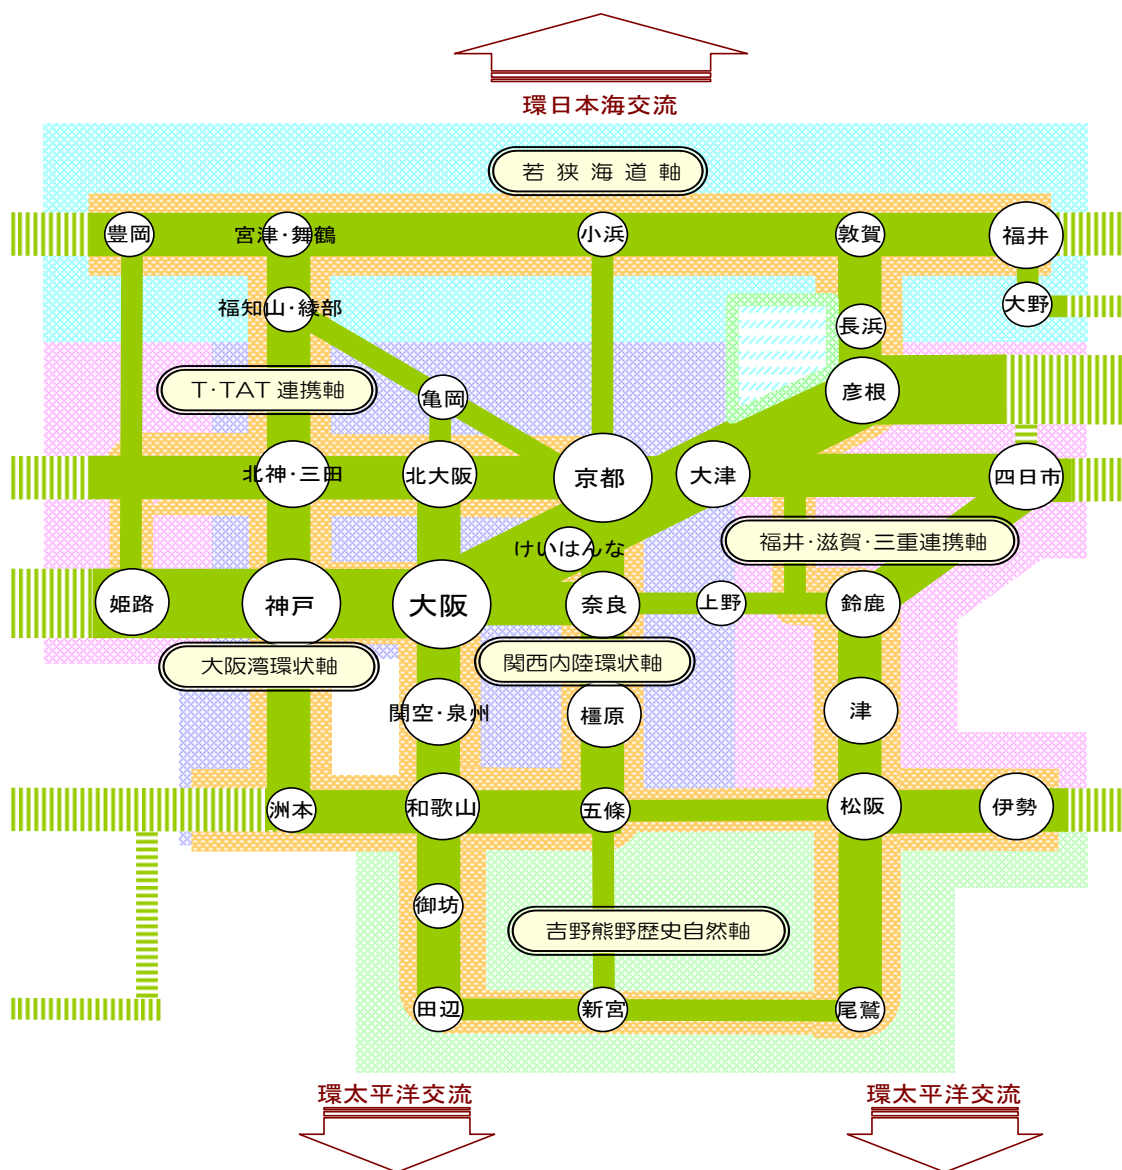 環日本海交流
若狭海道軸
豊岡
宮津・舞鶴
小浜
敦賀
福井
福知山・綾部
大野
長浜
T・TAT連携軸
亀岡
彦根
北神・三田
北大阪
京都
大津
四日市
けいはんな
福井・滋賀・三重連携軸
姫路
神戸
大阪
奈良
上野
鈴鹿
大阪湾環状軸
関西内陸環状軸
関空・泉州
橿原
津
洲本
和歌山
五條
松阪
伊勢
御坊
吉野熊野歴史自然軸
田辺
新宮
尾鷲
環太平洋交流
環太平洋交流